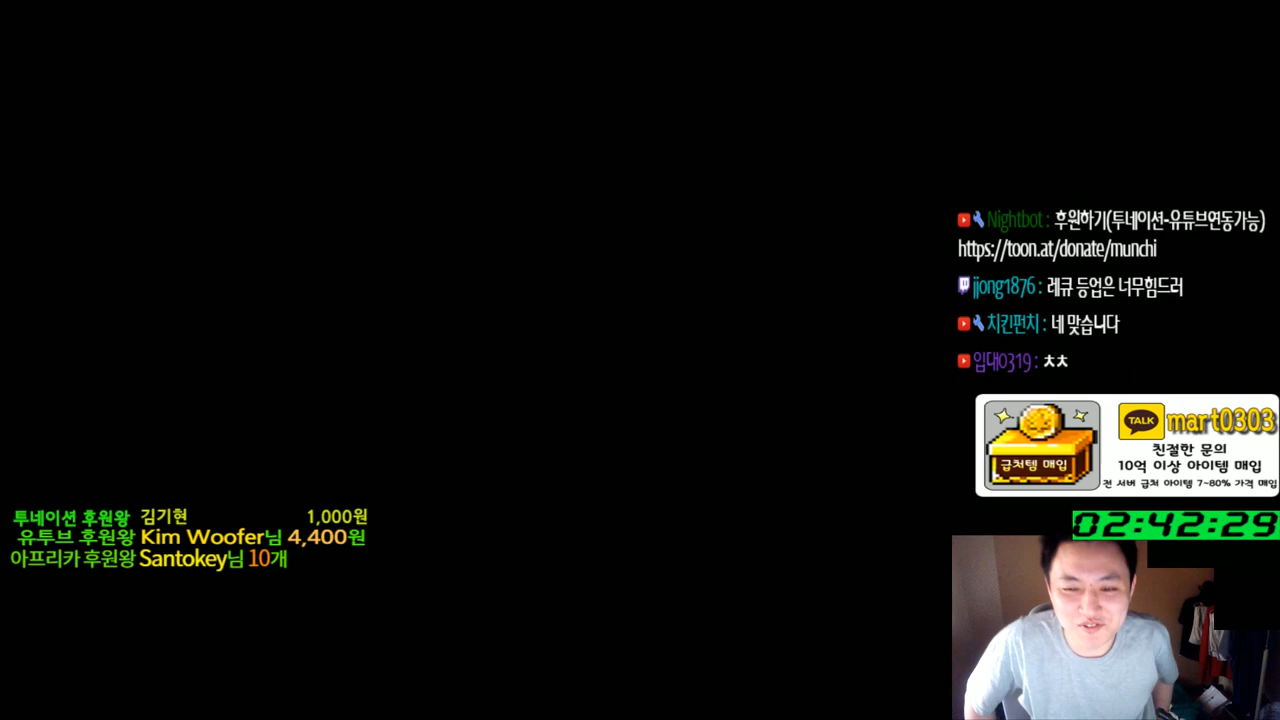 Nightbot : 후원하기(투네이션-유튜브연동가능)
https://toon.at/donate/munchi
jjong1876 : 레큐 등업은 너무힘드러
치킨펀치 : 네 맞습니다
입대0319 : ㅊㅊ
급처템 매입
TALK mart0303
친절한 문의
10억 이상 아이템 매입
전 서버 급처 아이템 7~80% 가격 매입
02:42:29
투네이션 후원왕 김기현 1,000원
유투브 후원왕 Kim Woofer님 4,400원
아프리카 후원왕 Santokey님 10개